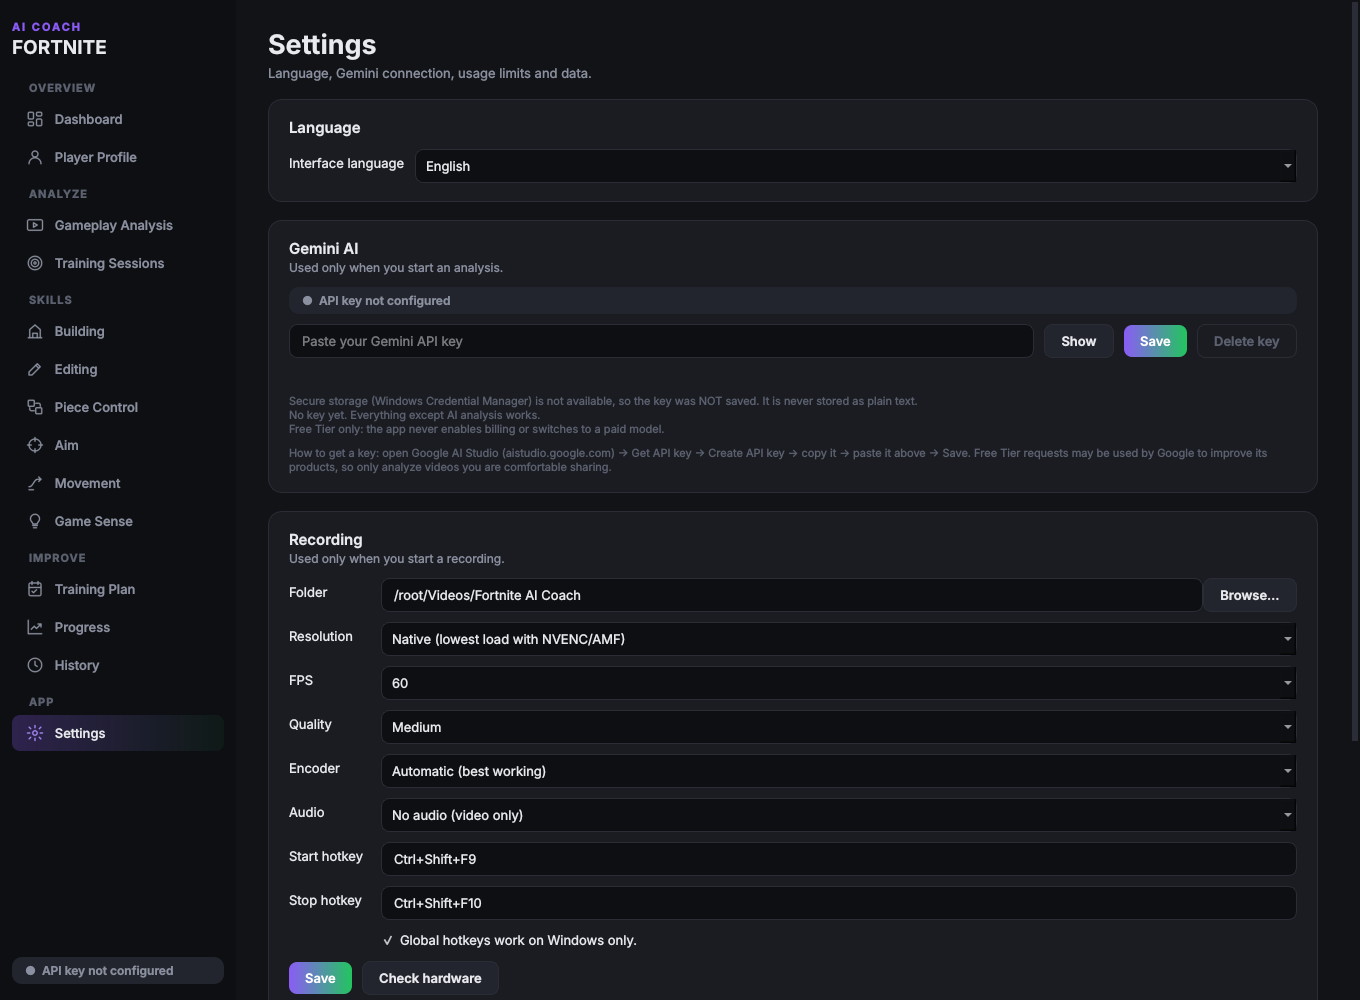 AI COACH
FORTNITE
OVERVIEW
Dashboard
Player Profile
ANALYZE
Gameplay Analysis
Training Sessions
SKILLS
Building
Editing
Piece Control
Aim
Movement
Game Sense
IMPROVE
Training Plan
Progress
History
APP
Settings
API key not configured
Settings
Language, Gemini connection, usage limits and data.
Language
Interface language English
Gemini AI
Used only when you start an analysis.
API key not configured
Paste your Gemini API key Show Save Delete key
Secure storage (Windows Credential Manager) is not available, so the key was NOT saved. It is never stored as plain text.
No key yet. Everything except AI analysis works.
Free Tier only: the app never enables billing or switches to a paid model.
How to get a key: open Google AI Studio (aistudio.google.com) → Get API key → Create API key → copy it → paste it above → Save. Free Tier requests may be used by Google to improve its
products, so only analyze videos you are comfortable sharing.
Recording
Used only when you start a recording.
Folder /root/Videos/Fortnite AI Coach Browse...
Resolution Native (lowest load with NVENC/AMF)
FPS 60
Quality Medium
Encoder Automatic (best working)
Audio No audio (video only)
Start hotkey Ctrl+Shift+F9
Stop hotkey Ctrl+Shift+F10
✓ Global hotkeys work on Windows only.
Save Check hardware